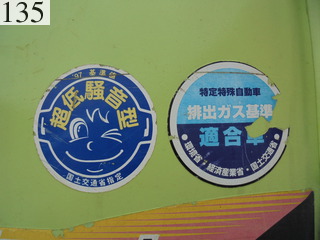 135
'97 基準値
超低騒音型
国土交通省指定
特定特殊自動車
排出ガス基準
適合車
環境省・経済産業省・国土交通省